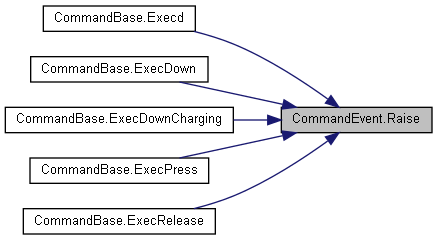 CommandBase.Execd
CommandBase.ExecDown
CommandBase.ExecDownCharging
CommandEvent.Raise
CommandBase.ExecPress
CommandBase.ExecRelease